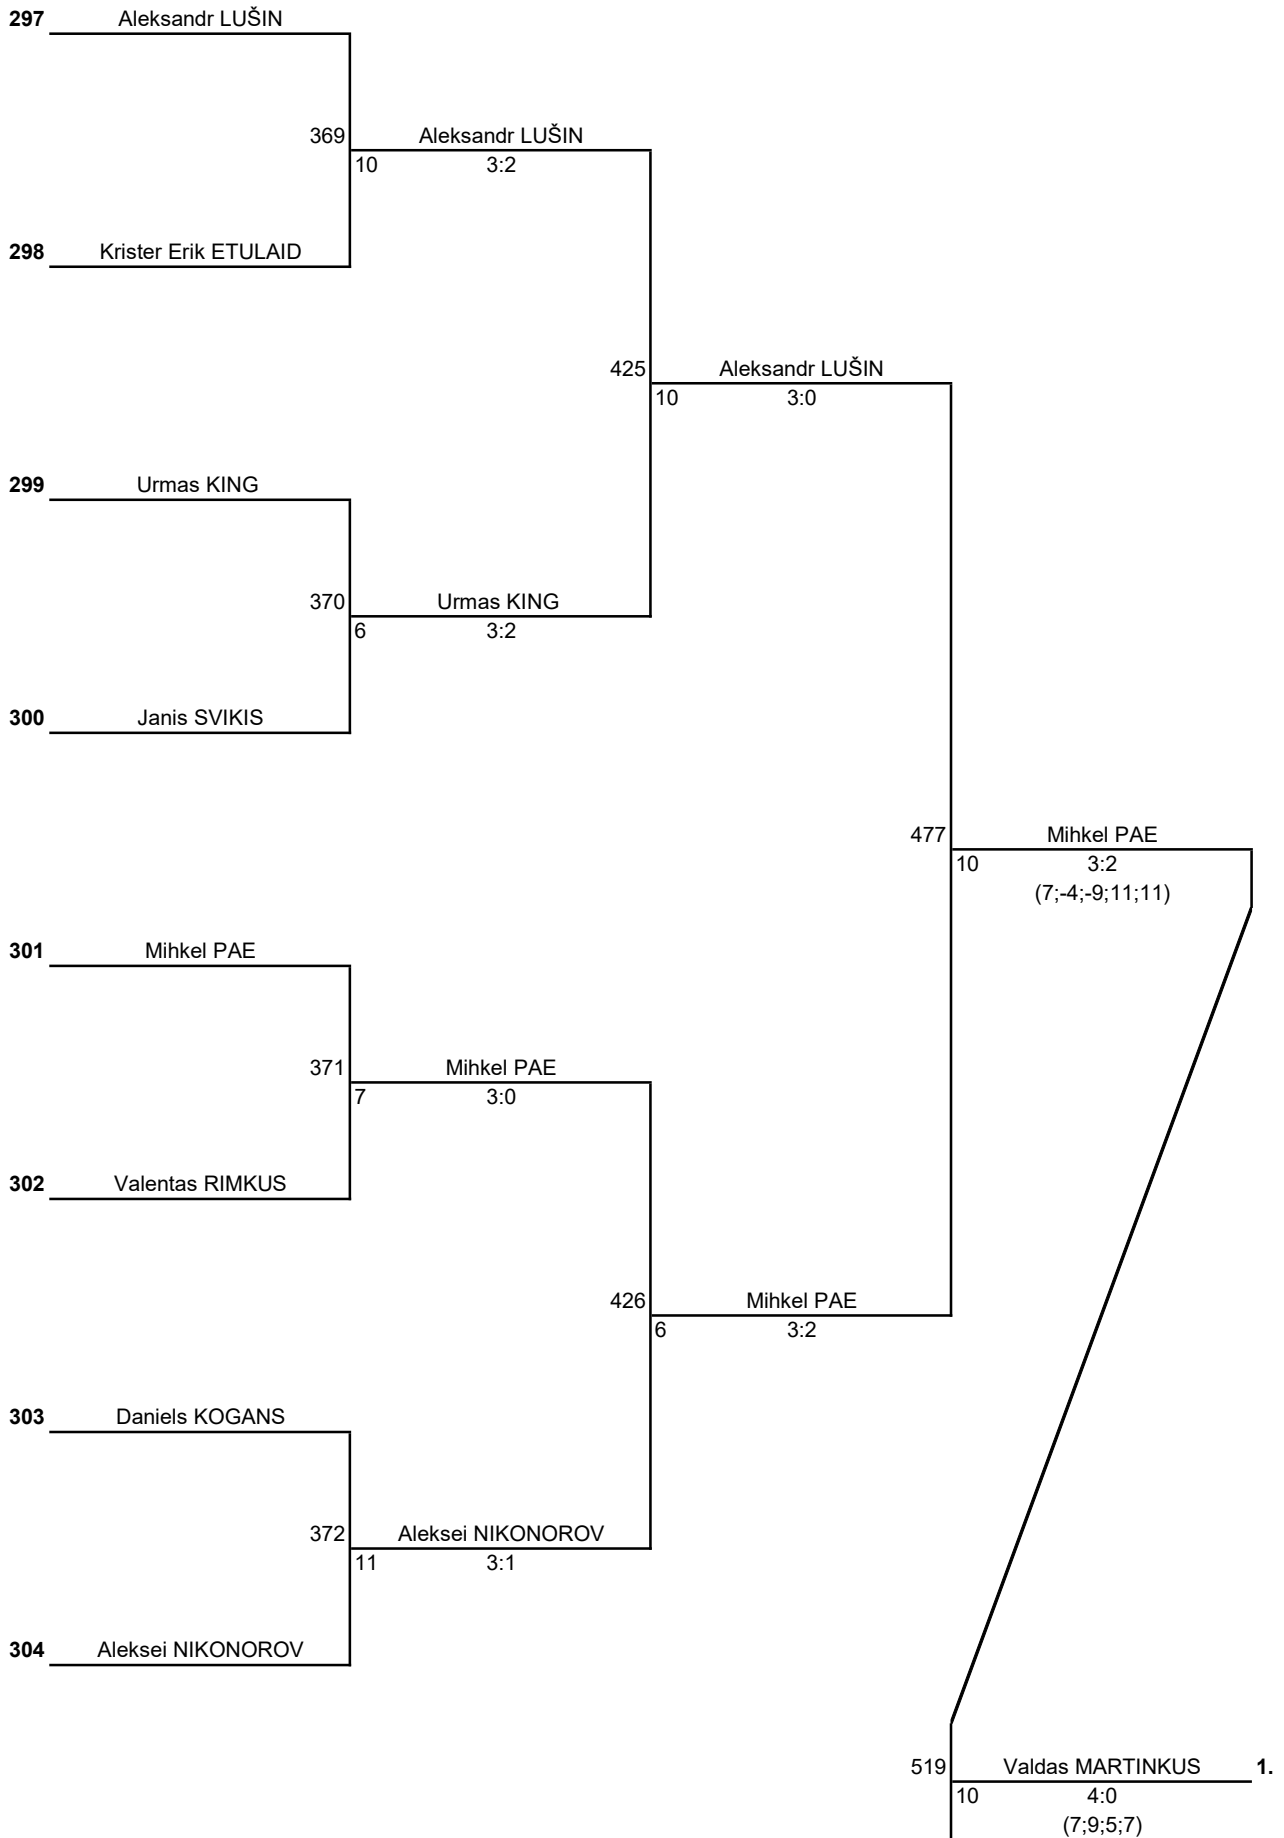 297 Aleksandr LUŠIN
369 Aleksandr LUŠIN
10 3:2
298 Krister Erik ETULAID
425 Aleksandr LUŠIN
10 3:0
299 Urmas KING
370 Urmas KING
6 3:2
300 Janis SVIKIS
477 Mihkel PAE
10 3:2
(7;-4;-9;11;11)
301 Mihkel PAE
371 Mihkel PAE
7 3:0
302 Valentas RIMKUS
426 Mihkel PAE
6 3:2
303 Daniels KOGANS
372 Aleksei NIKONOROV
11 3:1
304 Aleksei NIKONOROV
519 Valdas MARTINKUS 1.
10 4:0
(7;9;5;7)